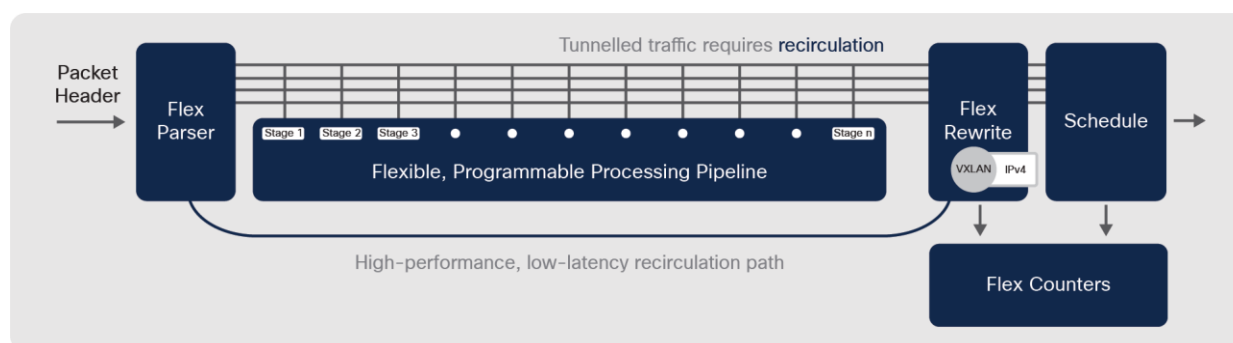 Tunnelled traffic requires recirculation
Packet
Header
Flex
Parser
Stage 1 Stage 2 Stage 3 Stage n
Flexible, Programmable Processing Pipeline
Flex
Rewrite
VXLAN IPv4
Schedule
High-performance, low-latency recirculation path
Flex Counters